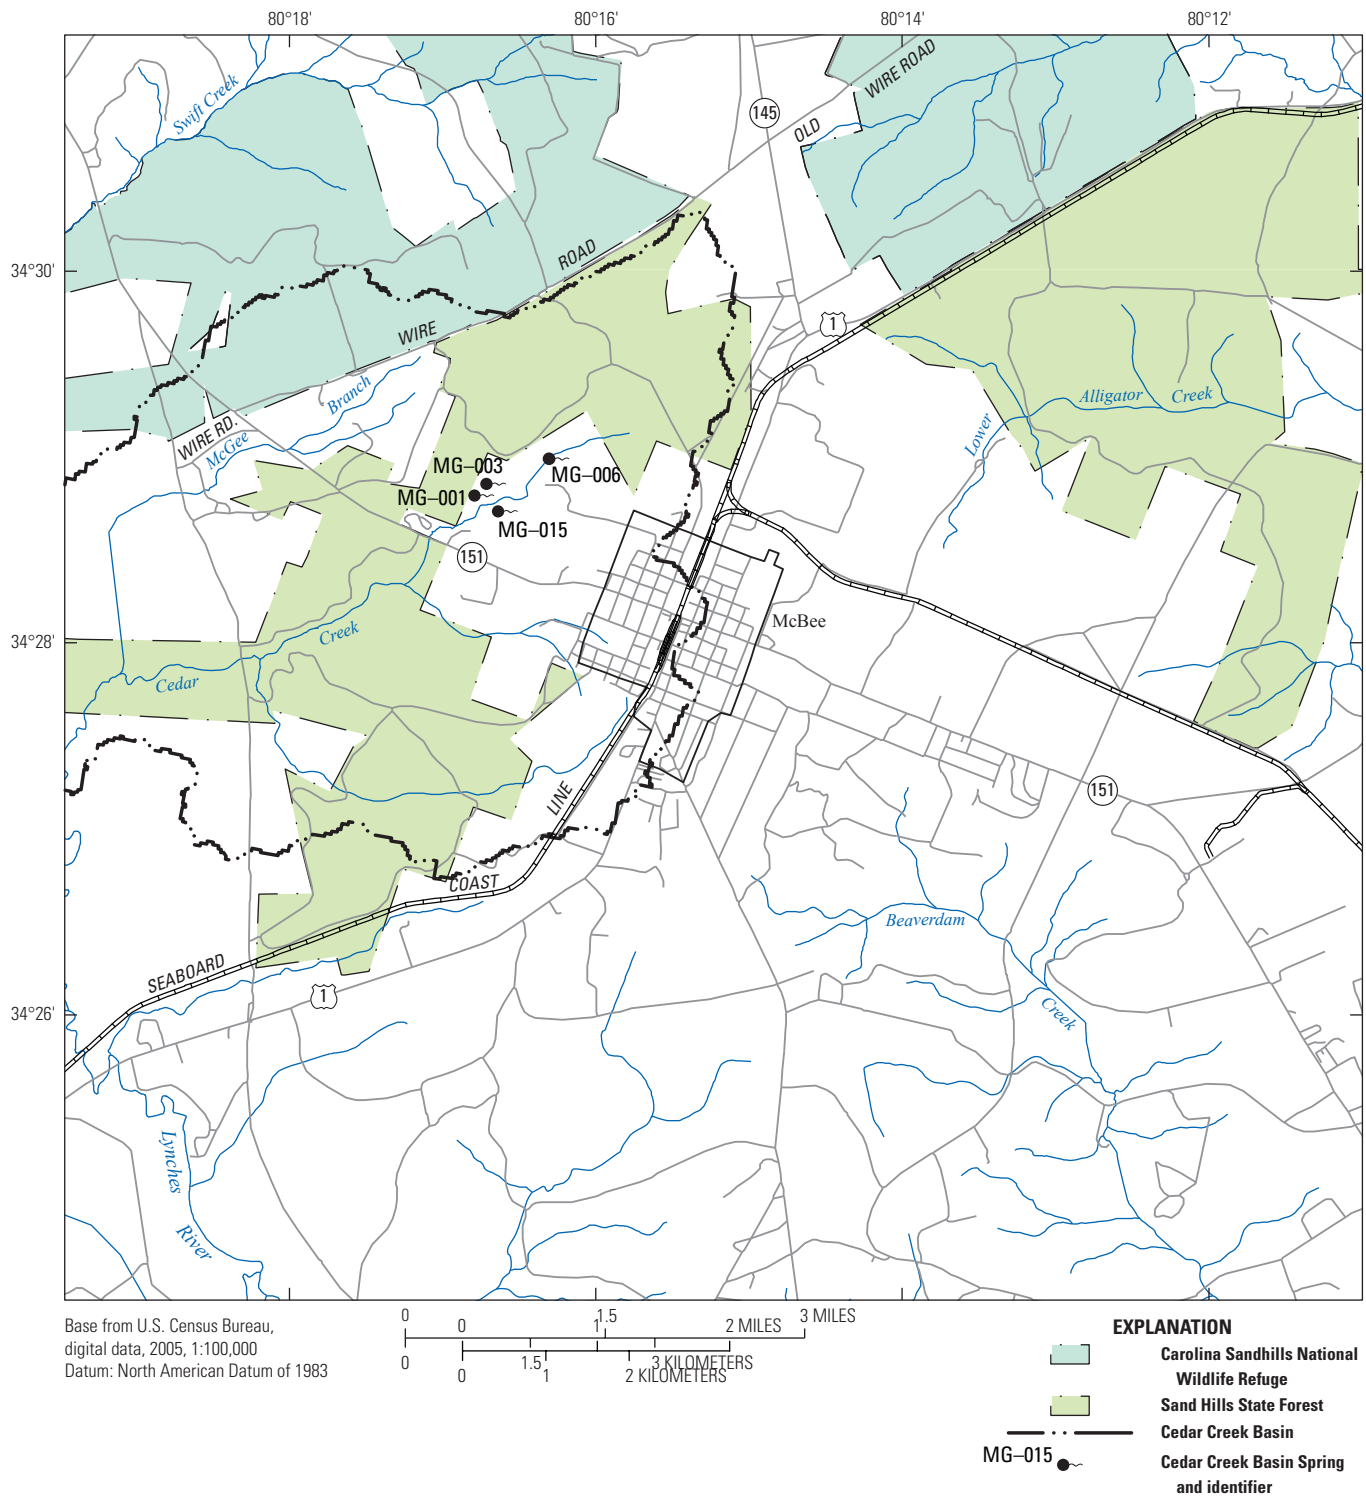 80°18'
80°16'
80°14'
80°12'
Swift Creek
145
OLD
WIRE ROAD
34°30'
ROAD
WIRE
1
Branch
McGee
WIRE RD.
Alligator
Creek
Lower
MG–003
MG–006
MG–001
MG–015
151
McBee
34°28'
Creek
Cedar
LINE
151
COAST
SEABOARD
Beaverdam
Creek
34°26'
1
Lynches
River
Base from U.S. Census Bureau,
digital data, 2005, 1:100,000
Datum: North American Datum of 1983
0
1.5
3 MILES
0
1
2 MILES
0
1.5
3 KILOMETERS
0
1
2 KILOMETERS
EXPLANATION
Carolina Sandhills National
Wildlife Refuge
Sand Hills State Forest
Cedar Creek Basin
MG–015
Cedar Creek Basin Spring
and identifier